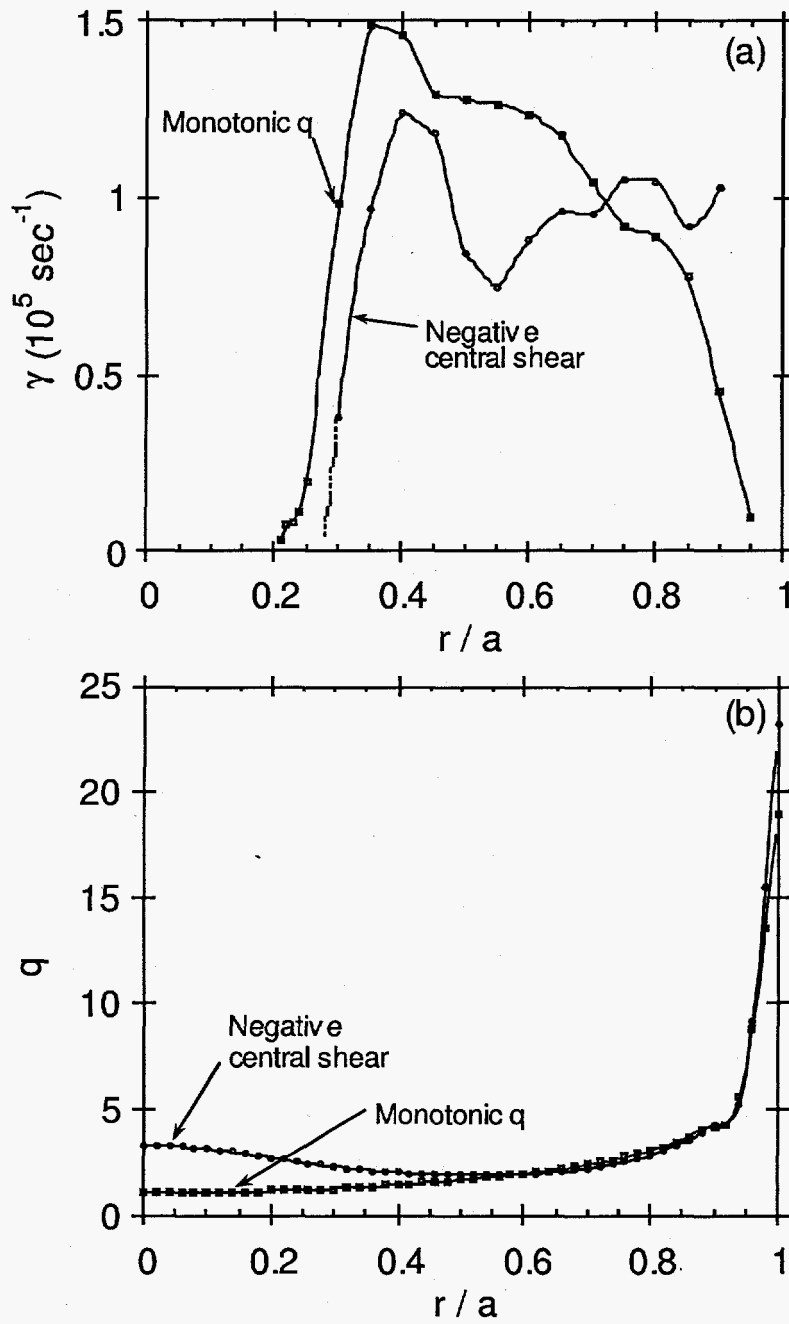 1.5
(a)
Monotonic q
1
γ (10⁵ sec⁻¹)
Negative
central shear
0.5
0
0 0.2 0.4 0.6 0.8 1
r / a
25
(b)
20
15
q
10
Negative
central shear
Monotonic q
5
0
0 0.2 0.4 0.6 0.8 1
r / a